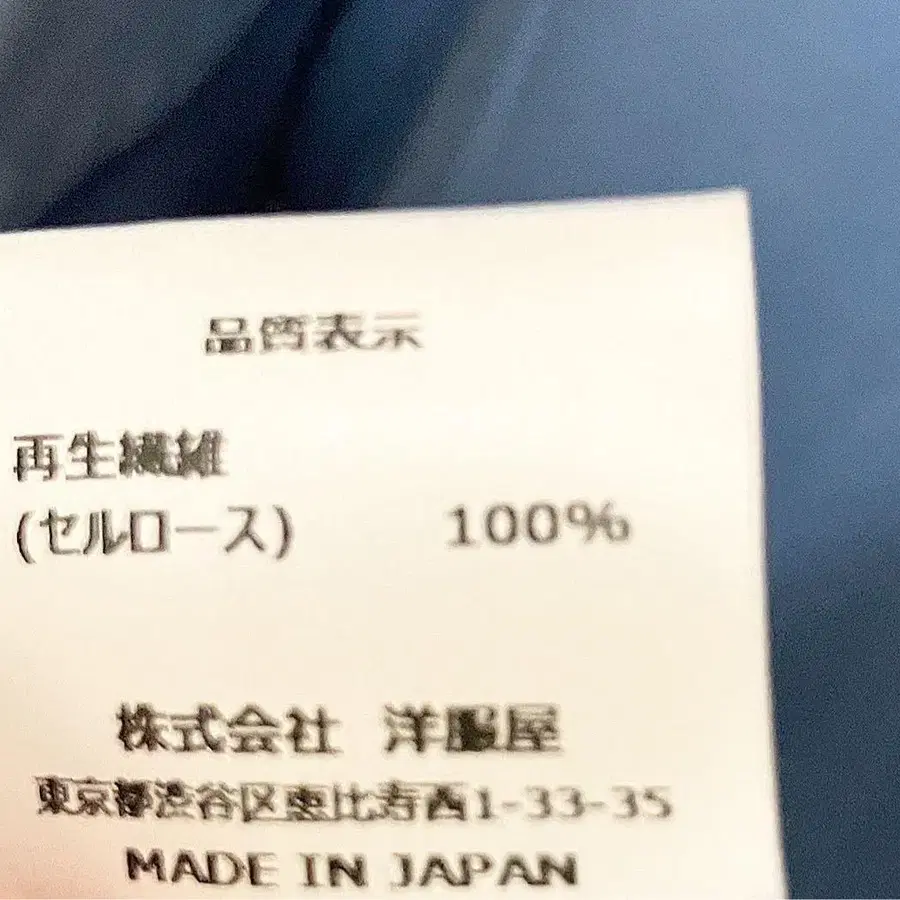 品質表示
再生繊維
(セルロース) 100%
株式会社 洋服屋
東京都渋谷区恵比寿西1-33-35
MADE IN JAPAN